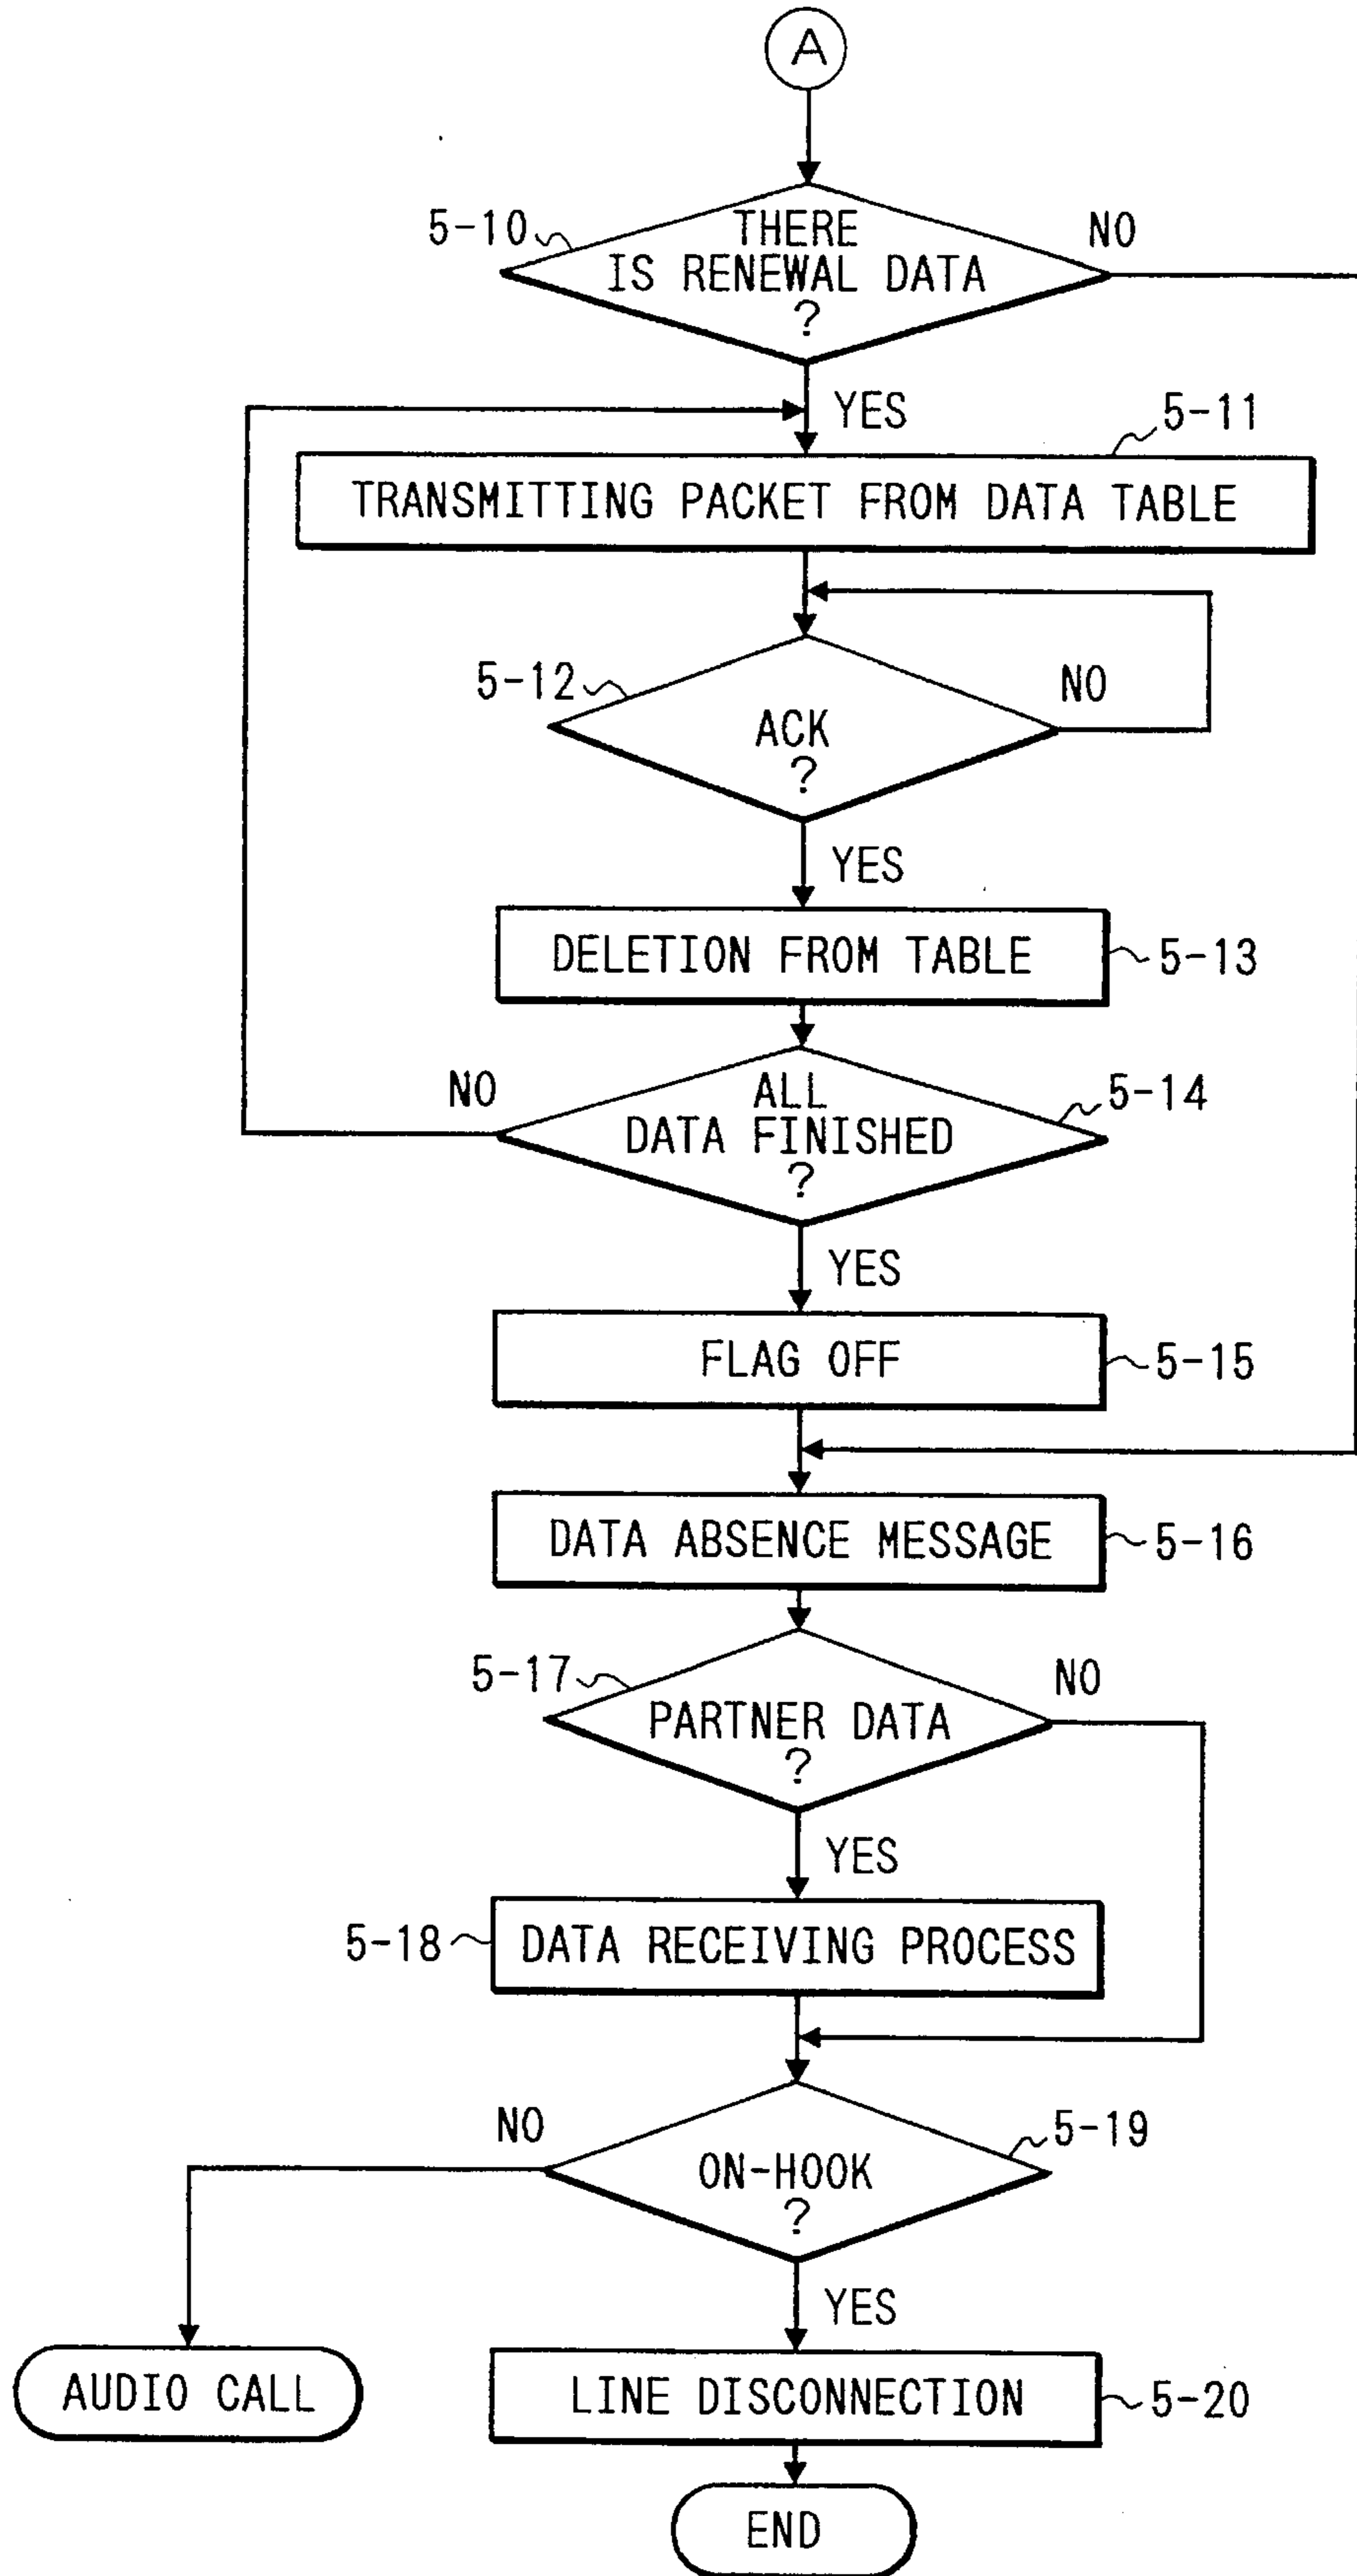 A
5-10
THERE
IS RENEWAL DATA
?
NO
YES
5-11
TRANSMITTING PACKET FROM DATA TABLE
5-12
ACK
?
NO
YES
DELETION FROM TABLE
5-13
NO
ALL
DATA FINISHED
?
5-14
YES
FLAG OFF
5-15
DATA ABSENCE MESSAGE
5-16
5-17
PARTNER DATA
?
NO
YES
5-18
DATA RECEIVING PROCESS
NO
ON-HOOK
?
5-19
YES
AUDIO CALL
LINE DISCONNECTION
5-20
END